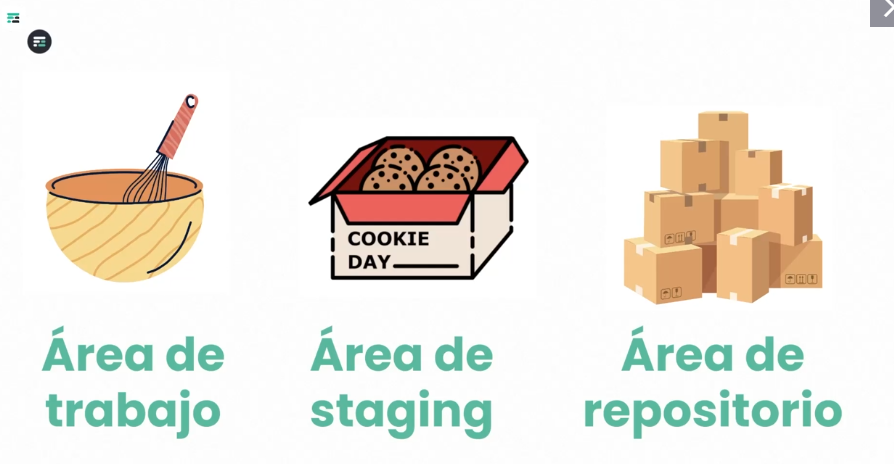 COOKIE
DAY
Área de
trabajo
Área de
staging
Área de
repositorio